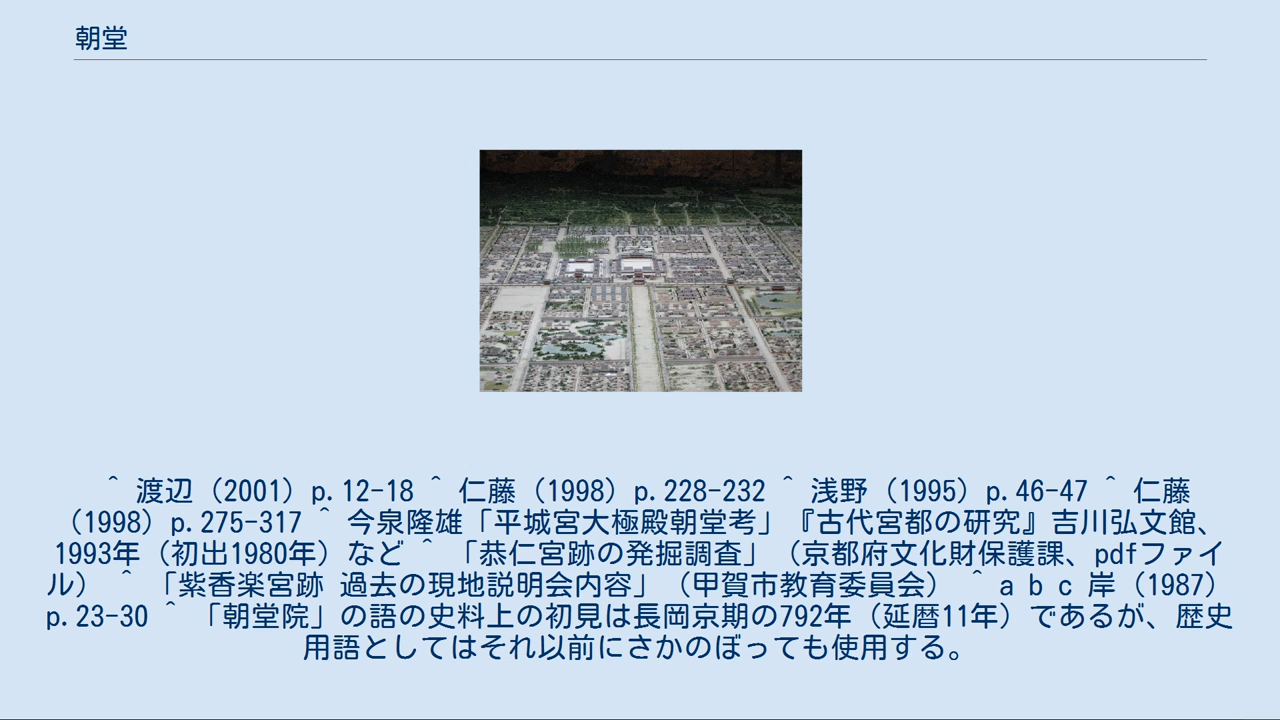 朝堂
^ 渡辺（2001）p.12-18 ^ 仁藤（1998）p.228-232 ^ 浅野（1995）p.46-47 ^ 仁藤
（1998）p.275-317 ^ 今泉隆雄「平城宮大極殿朝堂考」『古代宮都の研究』吉川弘文館、
1993年（初出1980年）など ^ 「恭仁宮跡の発掘調査」（京都府文化財保護課、pdfファイ
ル） ^ 「紫香楽宮跡 過去の現地説明会内容」（甲賀市教育委員会） ^ a b c 岸（1987）
p.23-30 ^ 「朝堂院」の語の史料上の初見は長岡京期の792年（延暦11年）であるが、歴史
用語としてはそれ以前にさかのぼっても使用する。